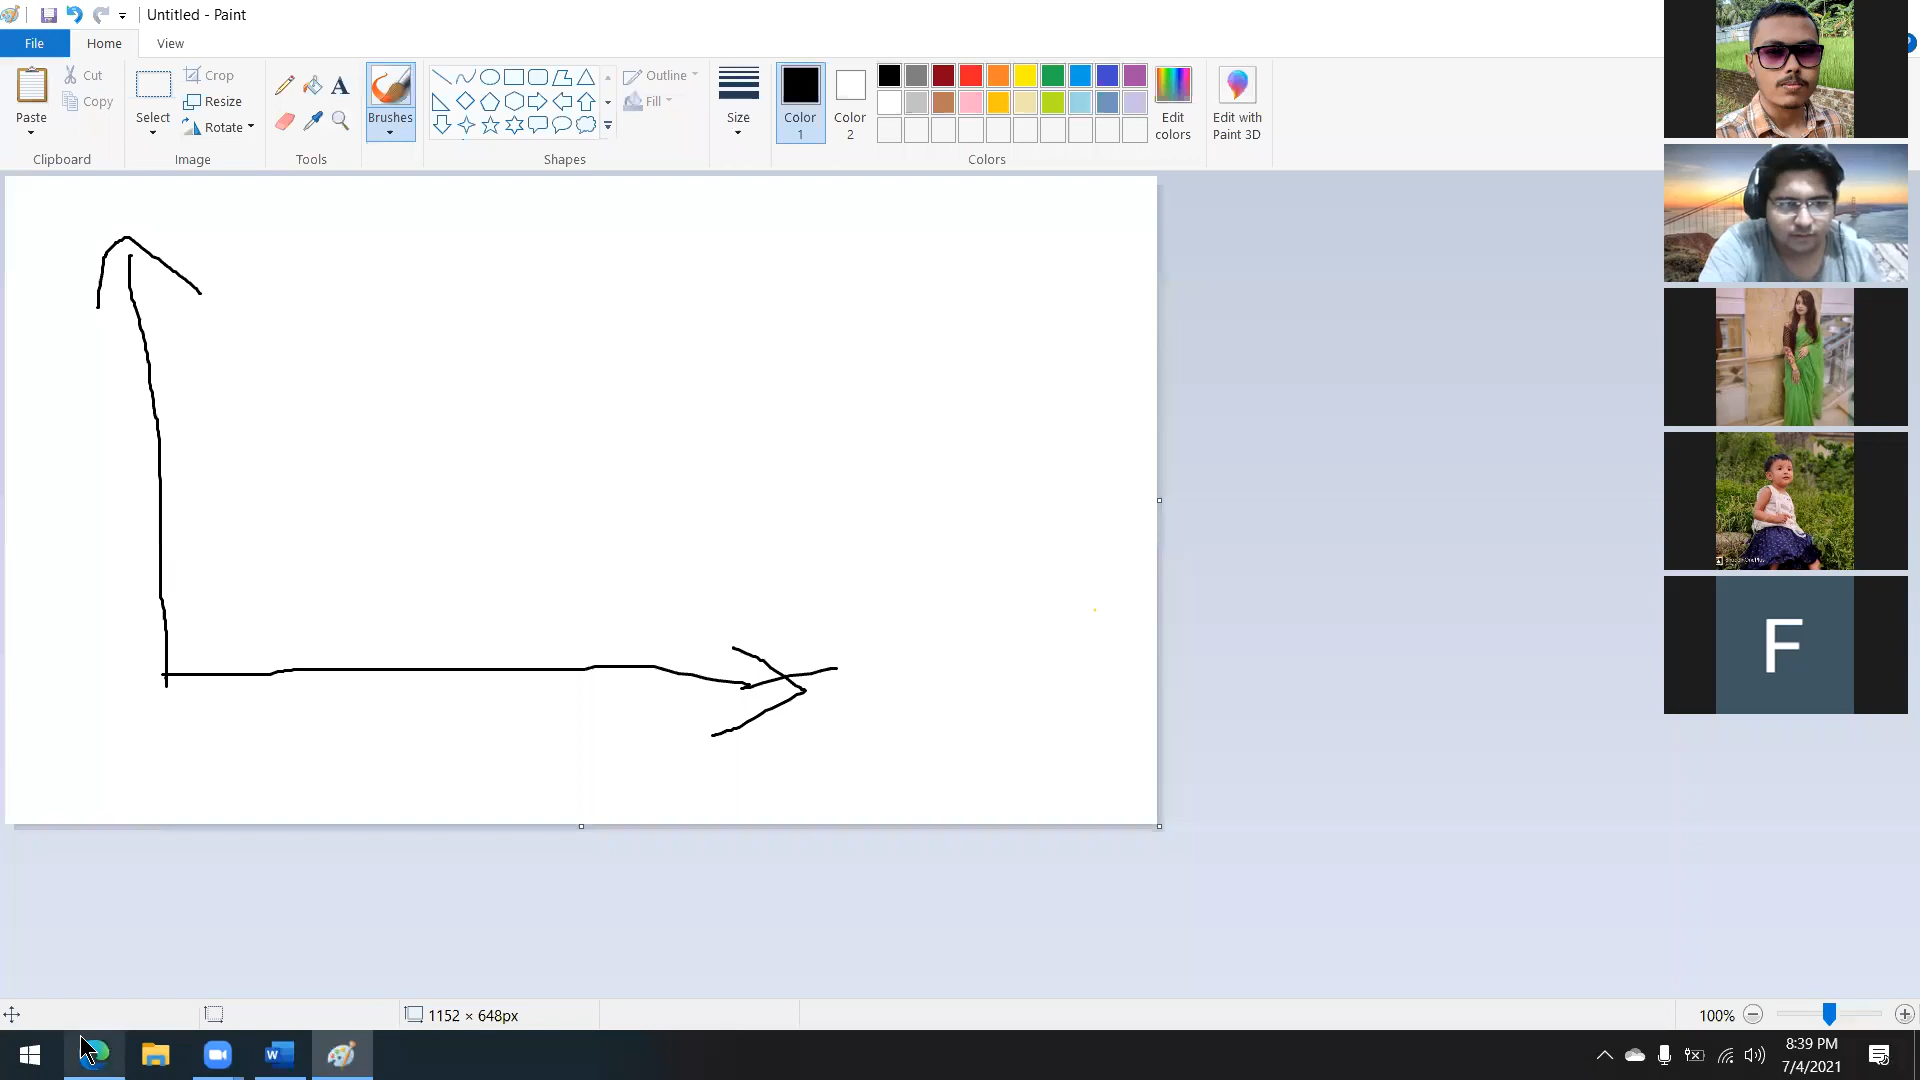 Untitled - Paint
File
Home
View
Paste
Cut
Copy
Clipboard
Select
Crop
Resize
Rotate
Image
A
Tools
Brushes
Outline
Fill
Shapes
Size
Color
1
Color
2
Edit
colors
Colors
Edit with
Paint 3D
F
1152 × 648px
100%
W
8:39 PM
7/4/2021